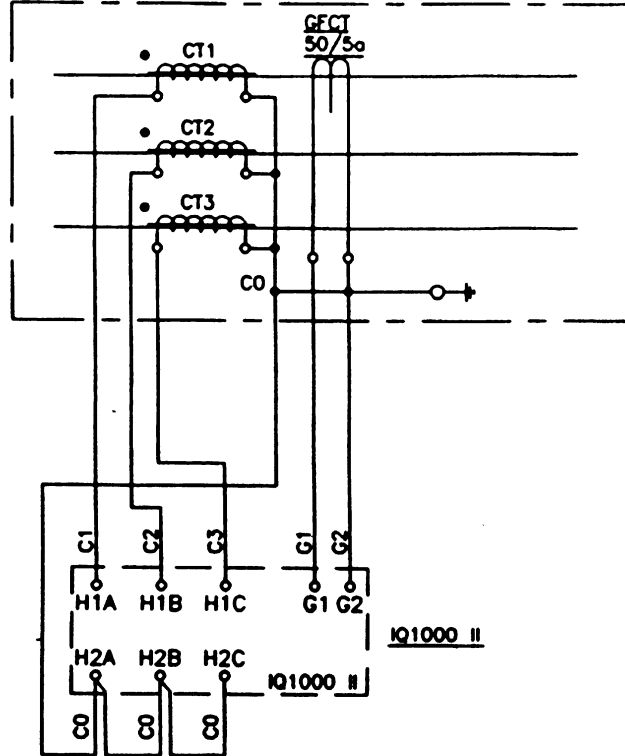 GFCT
50/5a
CT1
CT2
CT3
C0
C1
C2
C3
G1
G2
H1A
H1B
H1C
G1
G2
IQ1000 II
H2A
H2B
H2C
IQ1000 II
C0
C0
C0